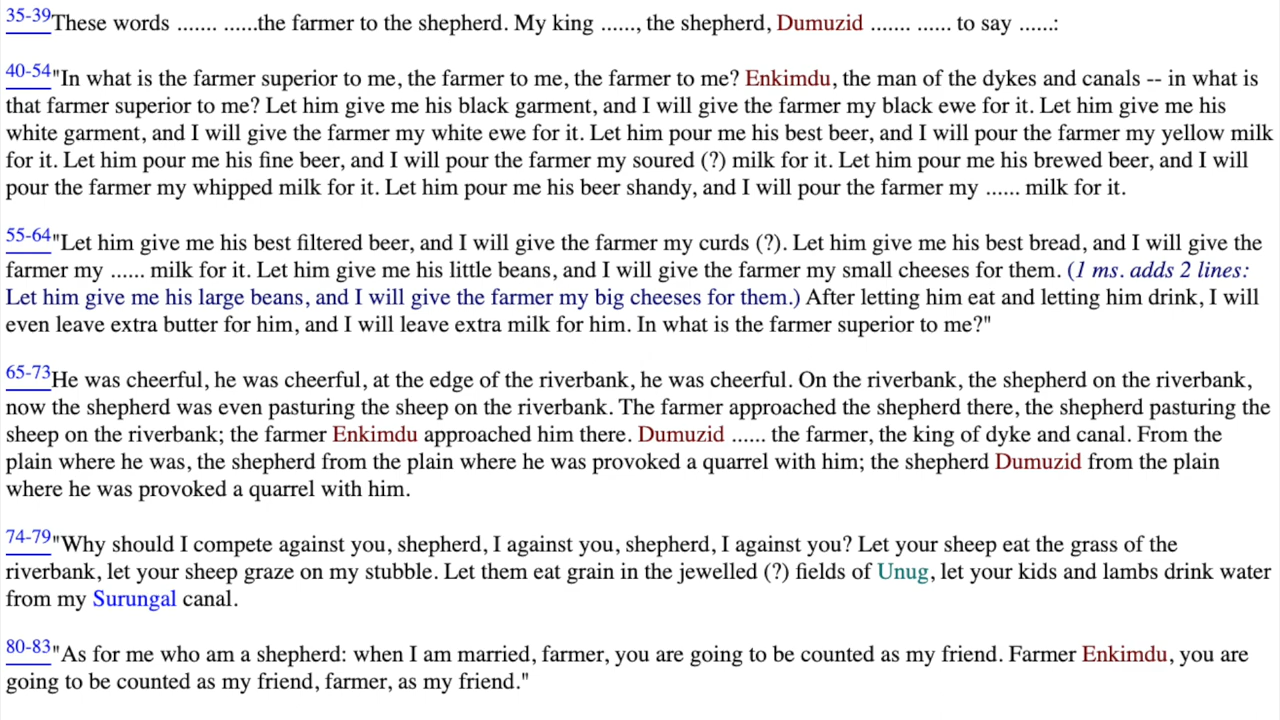 35-39These words ....... ......the farmer to the shepherd. My king ......, the shepherd, Dumuzid ....... ...... to say ......:
40-54"In what is the farmer superior to me, the farmer to me, the farmer to me? Enkimdu, the man of the dykes and canals -- in what is
that farmer superior to me? Let him give me his black garment, and I will give the farmer my black ewe for it. Let him give me his
white garment, and I will give the farmer my white ewe for it. Let him pour me his best beer, and I will pour the farmer my yellow milk
for it. Let him pour me his fine beer, and I will pour the farmer my soured (?) milk for it. Let him pour me his brewed beer, and I will
pour the farmer my whipped milk for it. Let him pour me his beer shandy, and I will pour the farmer my ...... milk for it.
55-64"Let him give me his best filtered beer, and I will give the farmer my curds (?). Let him give me his best bread, and I will give the
farmer my ...... milk for it. Let him give me his little beans, and I will give the farmer my small cheeses for them. (1 ms. adds 2 lines:
Let him give me his large beans, and I will give the farmer my big cheeses for them.) After letting him eat and letting him drink, I will
even leave extra butter for him, and I will leave extra milk for him. In what is the farmer superior to me?"
65-73He was cheerful, he was cheerful, at the edge of the riverbank, he was cheerful. On the riverbank, the shepherd on the riverbank,
now the shepherd was even pasturing the sheep on the riverbank. The farmer approached the shepherd there, the shepherd pasturing the
sheep on the riverbank; the farmer Enkimdu approached him there. Dumuzid ...... the farmer, the king of dyke and canal. From the
plain where he was, the shepherd from the plain where he was provoked a quarrel with him; the shepherd Dumuzid from the plain
where he was provoked a quarrel with him.
74-79"Why should I compete against you, shepherd, I against you, shepherd, I against you? Let your sheep eat the grass of the
riverbank, let your sheep graze on my stubble. Let them eat grain in the jewelled (?) fields of Unug, let your kids and lambs drink water
from my Surungal canal.
80-83"As for me who am a shepherd: when I am married, farmer, you are going to be counted as my friend. Farmer Enkimdu, you are
going to be counted as my friend, farmer, as my friend."